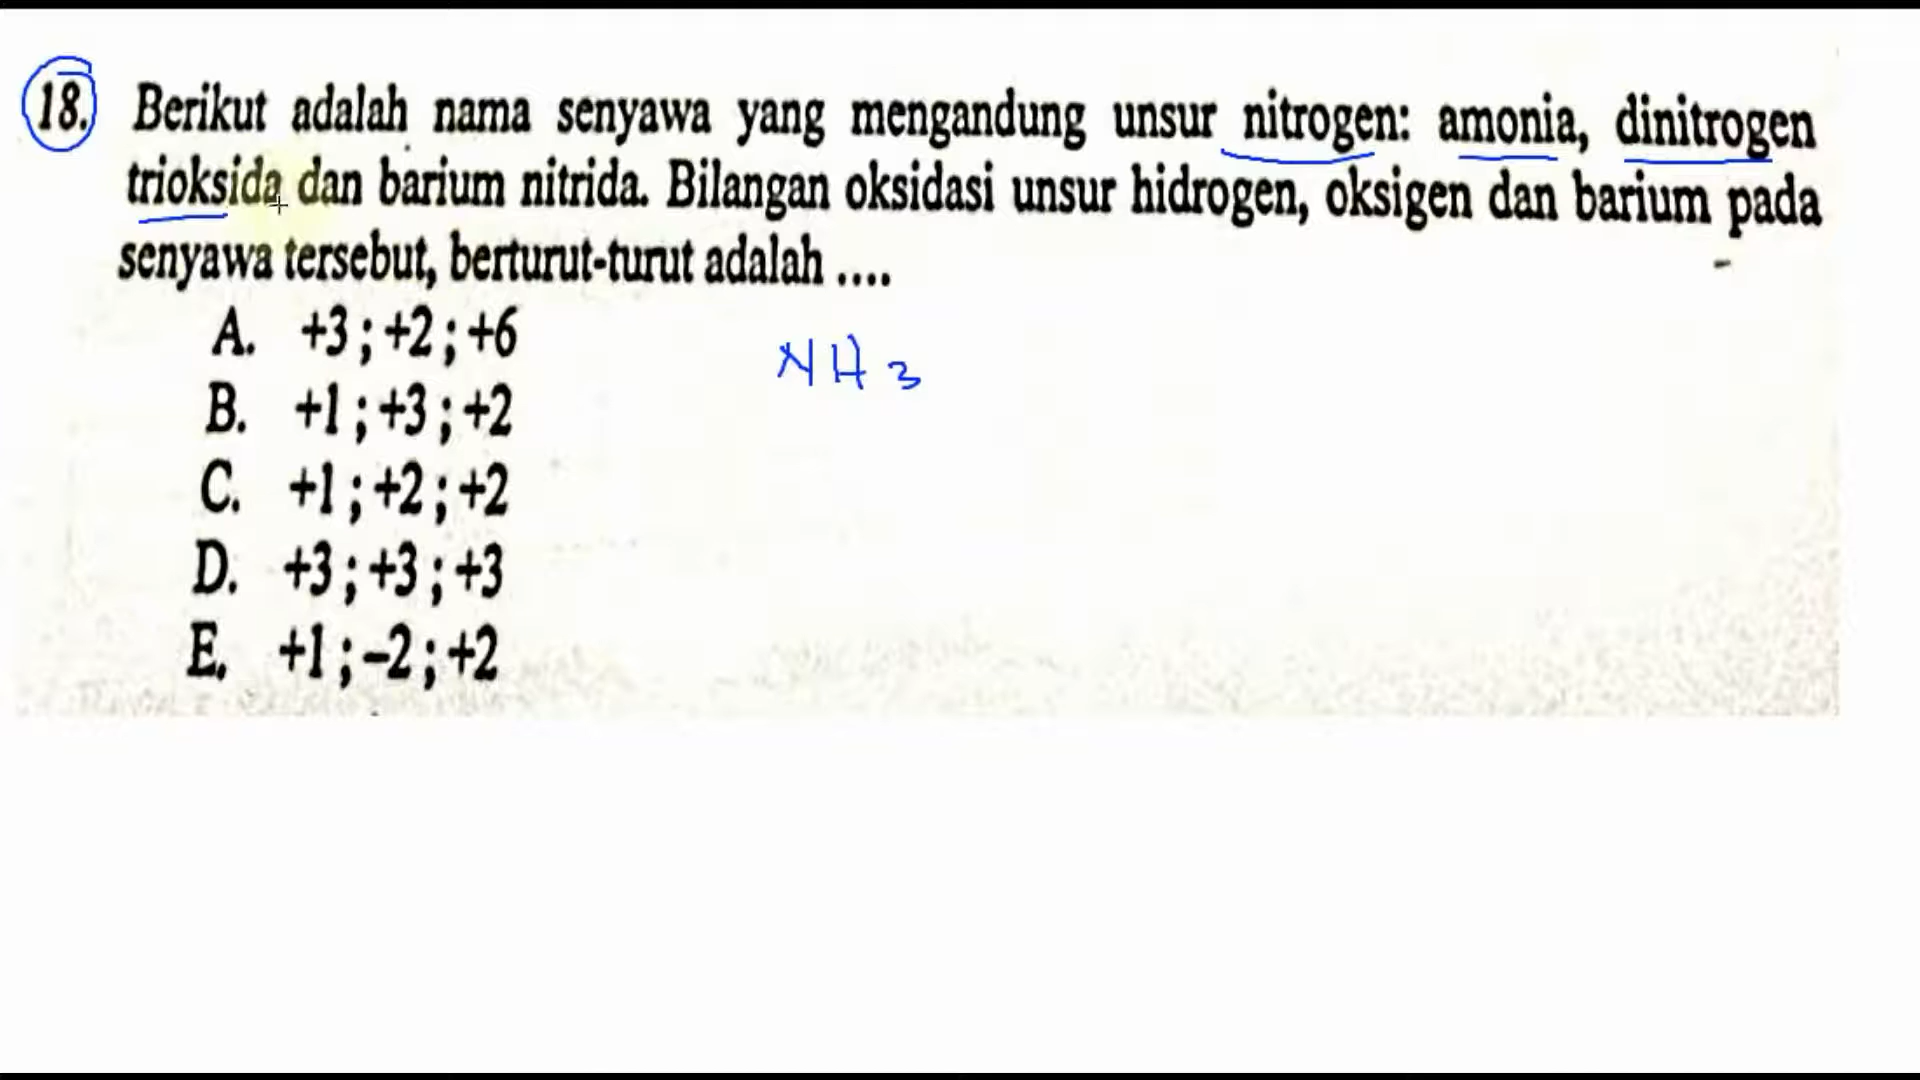 18. Berikut adalah nama senyawa yang mengandung unsur nitrogen: amonia, dinitrogen
trioksida dan barium nitrida. Bilangan oksidasi unsur hidrogen, oksigen dan barium pada
senyawa tersebut, berturut-turut adalah ....
A. +3 ; +2 ; +6
NH3
B. +1 ; +3 ; +2
C. +1 ; +2 ; +2
D. +3 ; +3 ; +3
E. +1 ; –2 ; +2